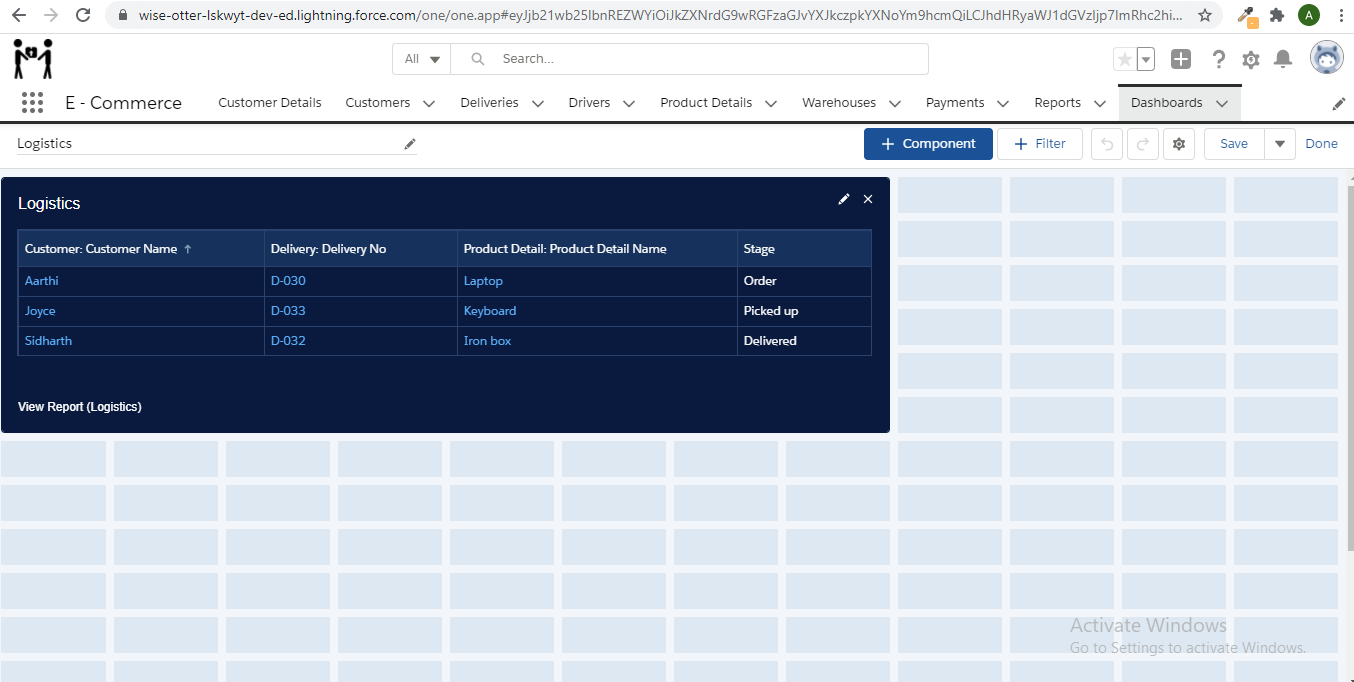 wise-otter-lskwyt-dev-ed.lightning.force.com/one/one.app#eyJjb21wb25lbnREZWYiOiJkZXNrdG9wRGFzaGJvYXJkczpkYXNoYm9hcmQiLCJhdHRyaWJ1dGVzIjp7ImRhc2hi...
A
All
Search...
E - Commerce
Customer Details
Customers
Deliveries
Drivers
Product Details
Warehouses
Payments
Reports
Dashboards
Logistics
+ Component
+ Filter
Save
Done
Logistics
Customer: Customer Name ↑ Delivery: Delivery No Product Detail: Product Detail Name Stage
Aarthi D-030 Laptop Order
Joyce D-033 Keyboard Picked up
Sidharth D-032 Iron box Delivered
View Report (Logistics)
Activate Windows
Go to Settings to activate Windows.